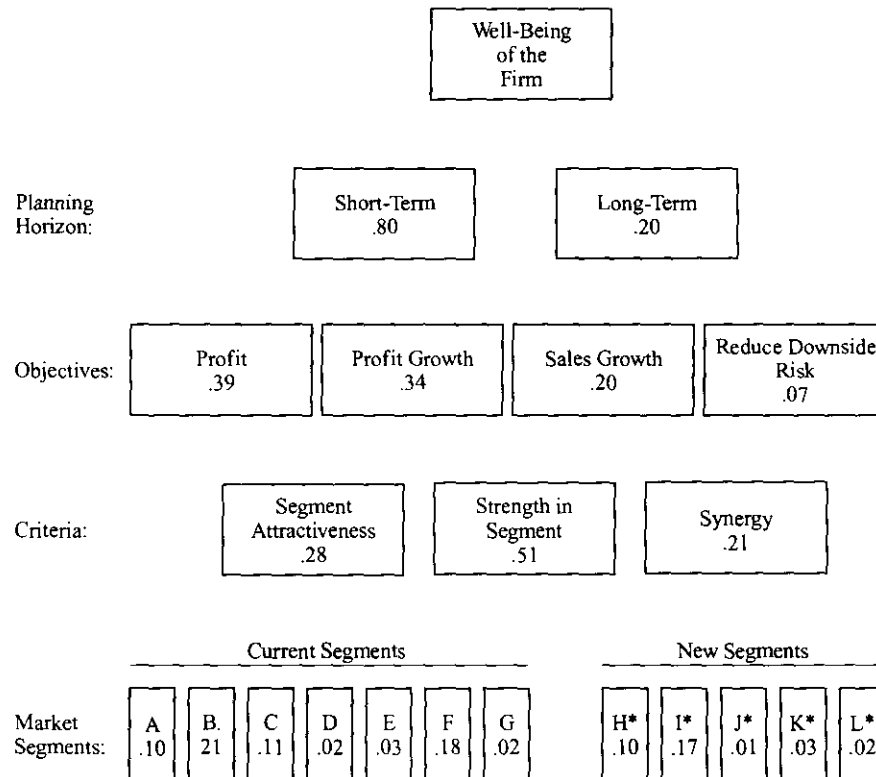 Well-Being
of the
Firm
Planning
Horizon:
Short-Term
.80
Long-Term
.20
Objectives:
Profit
.39
Profit Growth
.34
Sales Growth
.20
Reduce Downside
Risk
.07
Criteria:
Segment
Attractiveness
.28
Strength in
Segment
.51
Synergy
.21
Current Segments
New Segments
Market
Segments:
A
.10
B.
21
C
.11
D
.02
E
.03
F
.18
G
.02
H*
.10
I*
.17
J*
.01
K*
.03
L*
.02